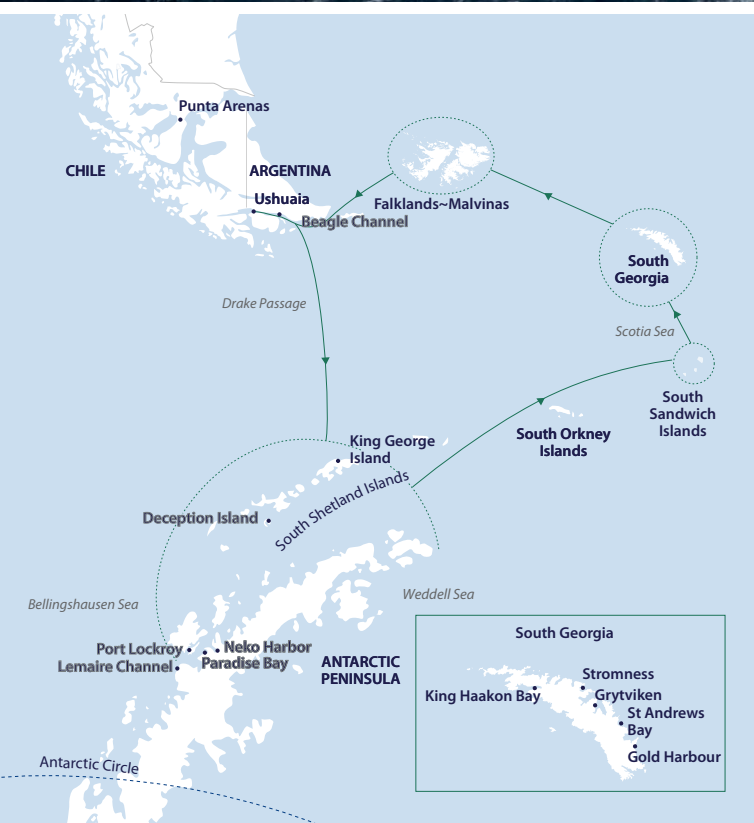 Punta Arenas
CHILE
ARGENTINA
Ushuaia
Beagle Channel
Falklands~Malvinas
South
Georgia
Drake Passage
Scotia Sea
South
Sandwich
Islands
South Orkney
Islands
King George
Island
South Shetland Islands
Deception Island
Bellingshausen Sea
Weddell Sea
Port Lockroy
Neko Harbor
Lemaire Channel
Paradise Bay
ANTARCTIC
PENINSULA
Antarctic Circle
South Georgia
Stromness
King Haakon Bay
Grytviken
St Andrews
Bay
Gold Harbour